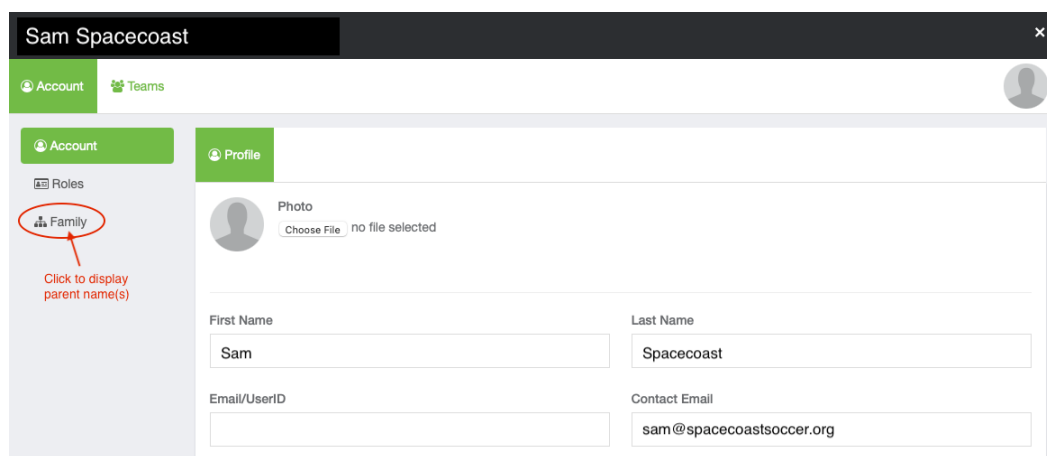 Sam Spacecoast ×
Account Teams
Account
Roles
Family
Click to display
parent name(s)
Profile
Photo
Choose File no file selected
First Name Last Name
Sam Spacecoast
Email/UserID Contact Email
sam@spacecoastsoccer.org